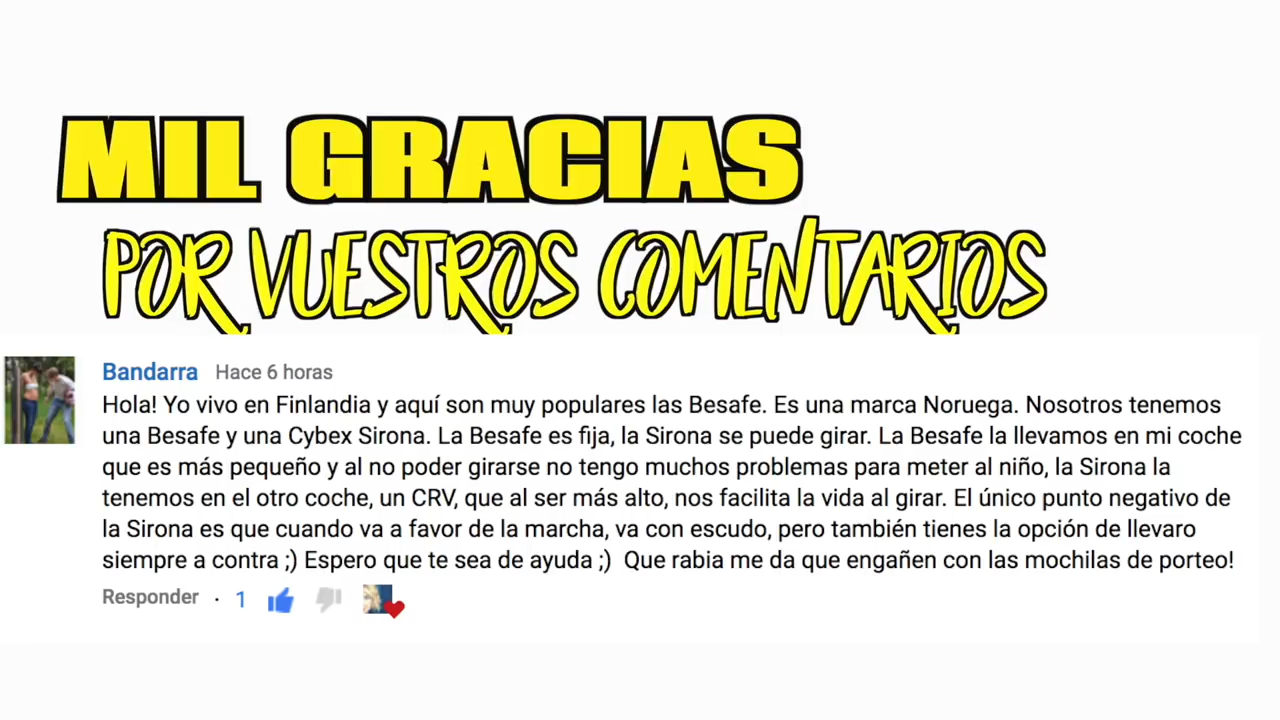 MIL GRACIAS
POR VUESTROS COMENTARIOS
Bandarra Hace 6 horas
Hola! Yo vivo en Finlandia y aquí son muy populares las Besafe. Es una marca Noruega. Nosotros tenemos
una Besafe y una Cybex Sirona. La Besafe es fija, la Sirona se puede girar. La Besafe la llevamos en mi coche
que es más pequeño y al no poder girarse no tengo muchos problemas para meter al niño, la Sirona la
tenemos en el otro coche, un CRV, que al ser más alto, nos facilita la vida al girar. El único punto negativo de
la Sirona es que cuando va a favor de la marcha, va con escudo, pero también tienes la opción de llevaro
siempre a contra ;) Espero que te sea de ayuda ;)  Que rabia me da que engañen con las mochilas de porteo!
Responder · 1